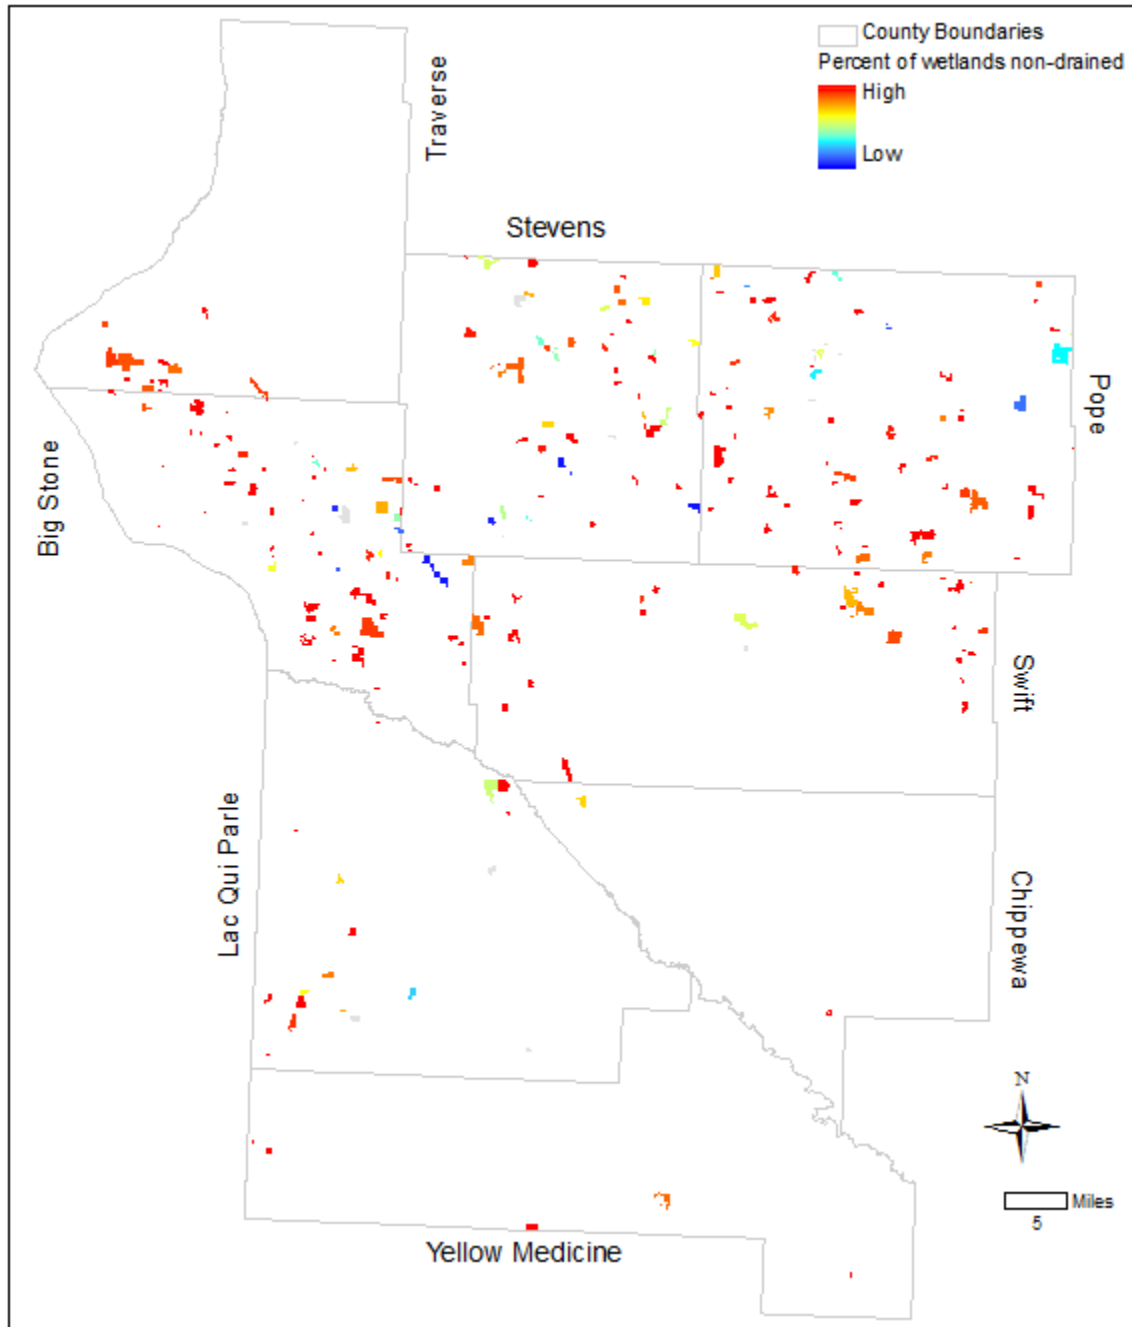 County Boundaries
Percent of wetlands non-drained
High
Low
Traverse
Stevens
Pope
Big Stone
Swift
Lac Qui Parle
Chippewa
N
Miles
5
Yellow Medicine